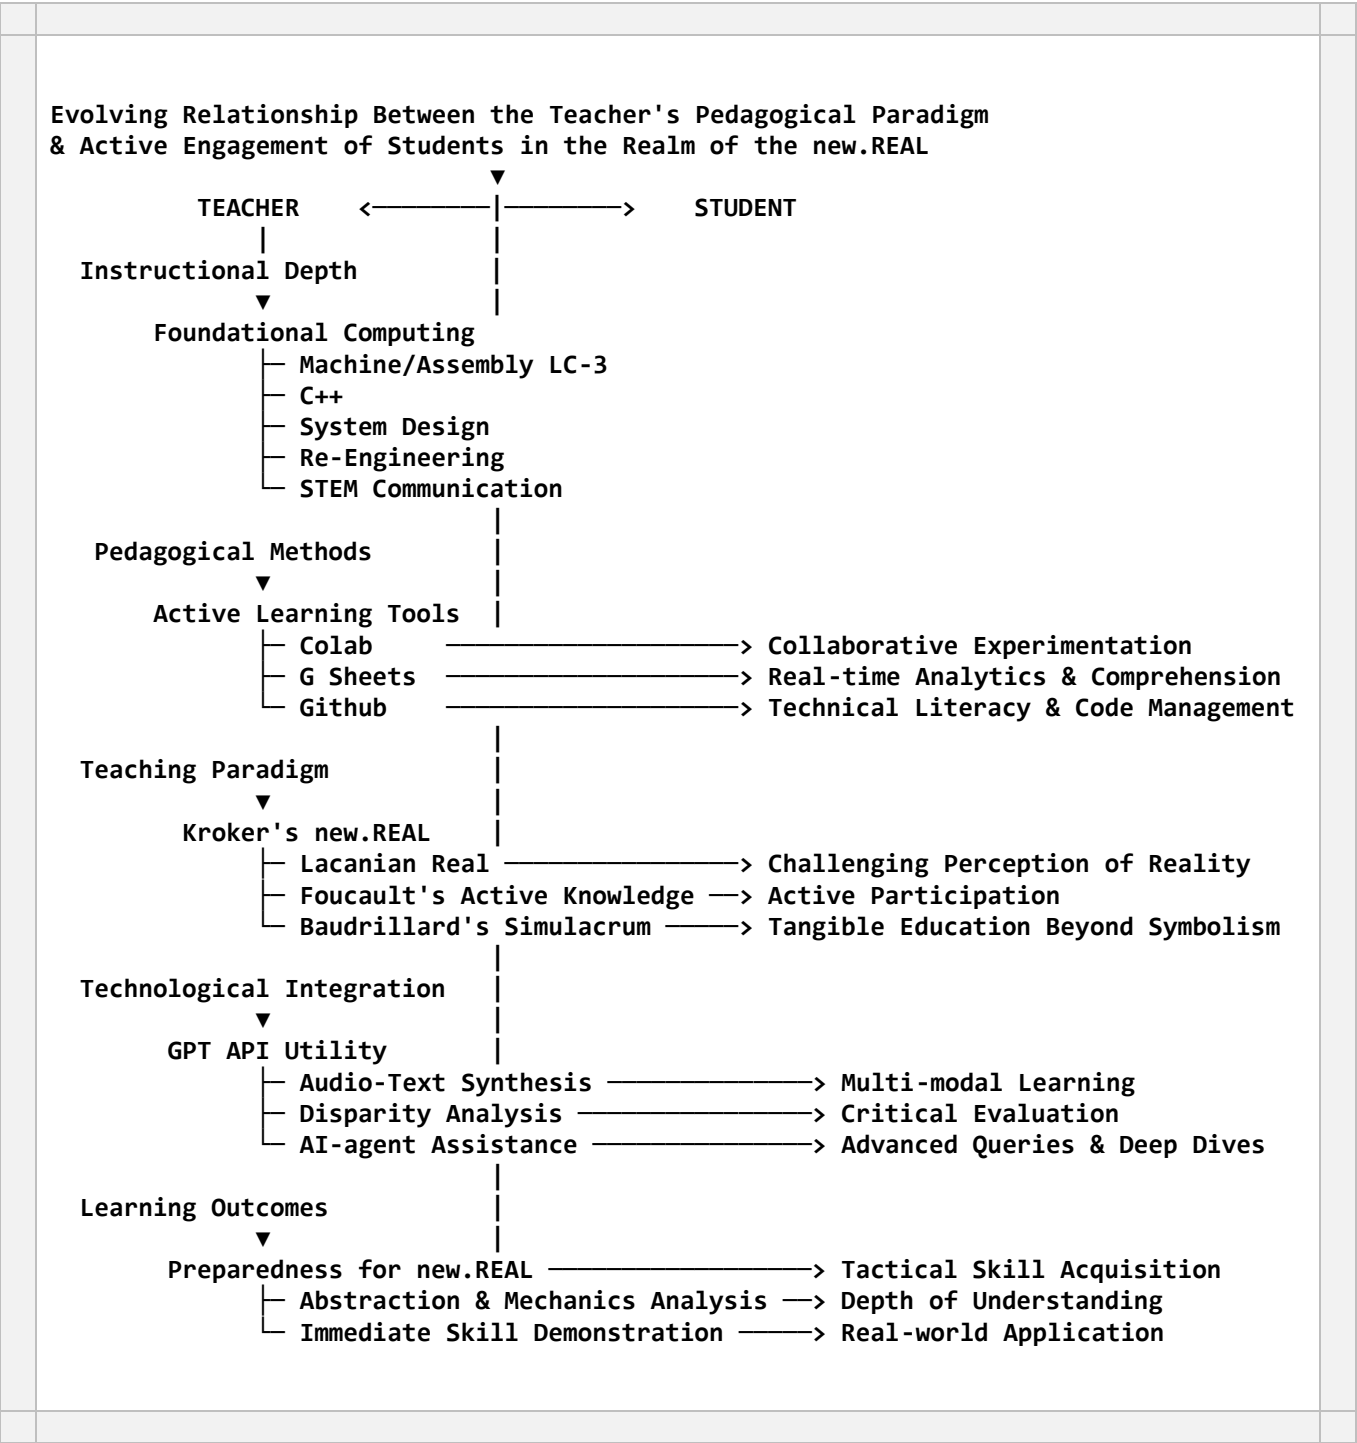 Evolving Relationship Between the Teacher's Pedagogical Paradigm
& Active Engagement of Students in the Realm of the new.REAL
TEACHER <────────|────────> STUDENT
Instructional Depth
Foundational Computing
├─ Machine/Assembly LC-3
├─ C++
├─ System Design
├─ Re-Engineering
└─ STEM Communication
Pedagogical Methods
Active Learning Tools
├─ Colab ────────────────────> Collaborative Experimentation
├─ G Sheets ────────────────────> Real-time Analytics & Comprehension
└─ Github ────────────────────> Technical Literacy & Code Management
Teaching Paradigm
Kroker's new.REAL
├─ Lacanian Real ────────────────> Challenging Perception of Reality
├─ Foucault's Active Knowledge ──> Active Participation
└─ Baudrillard's Simulacrum ─────> Tangible Education Beyond Symbolism
Technological Integration
GPT API Utility
├─ Audio-Text Synthesis ──────────────> Multi-modal Learning
├─ Disparity Analysis ────────────────> Critical Evaluation
└─ AI-agent Assistance ───────────────> Advanced Queries & Deep Dives
Learning Outcomes
Preparedness for new.REAL ──────────────────> Tactical Skill Acquisition
├─ Abstraction & Mechanics Analysis ──> Depth of Understanding
└─ Immediate Skill Demonstration ─────> Real-world Application